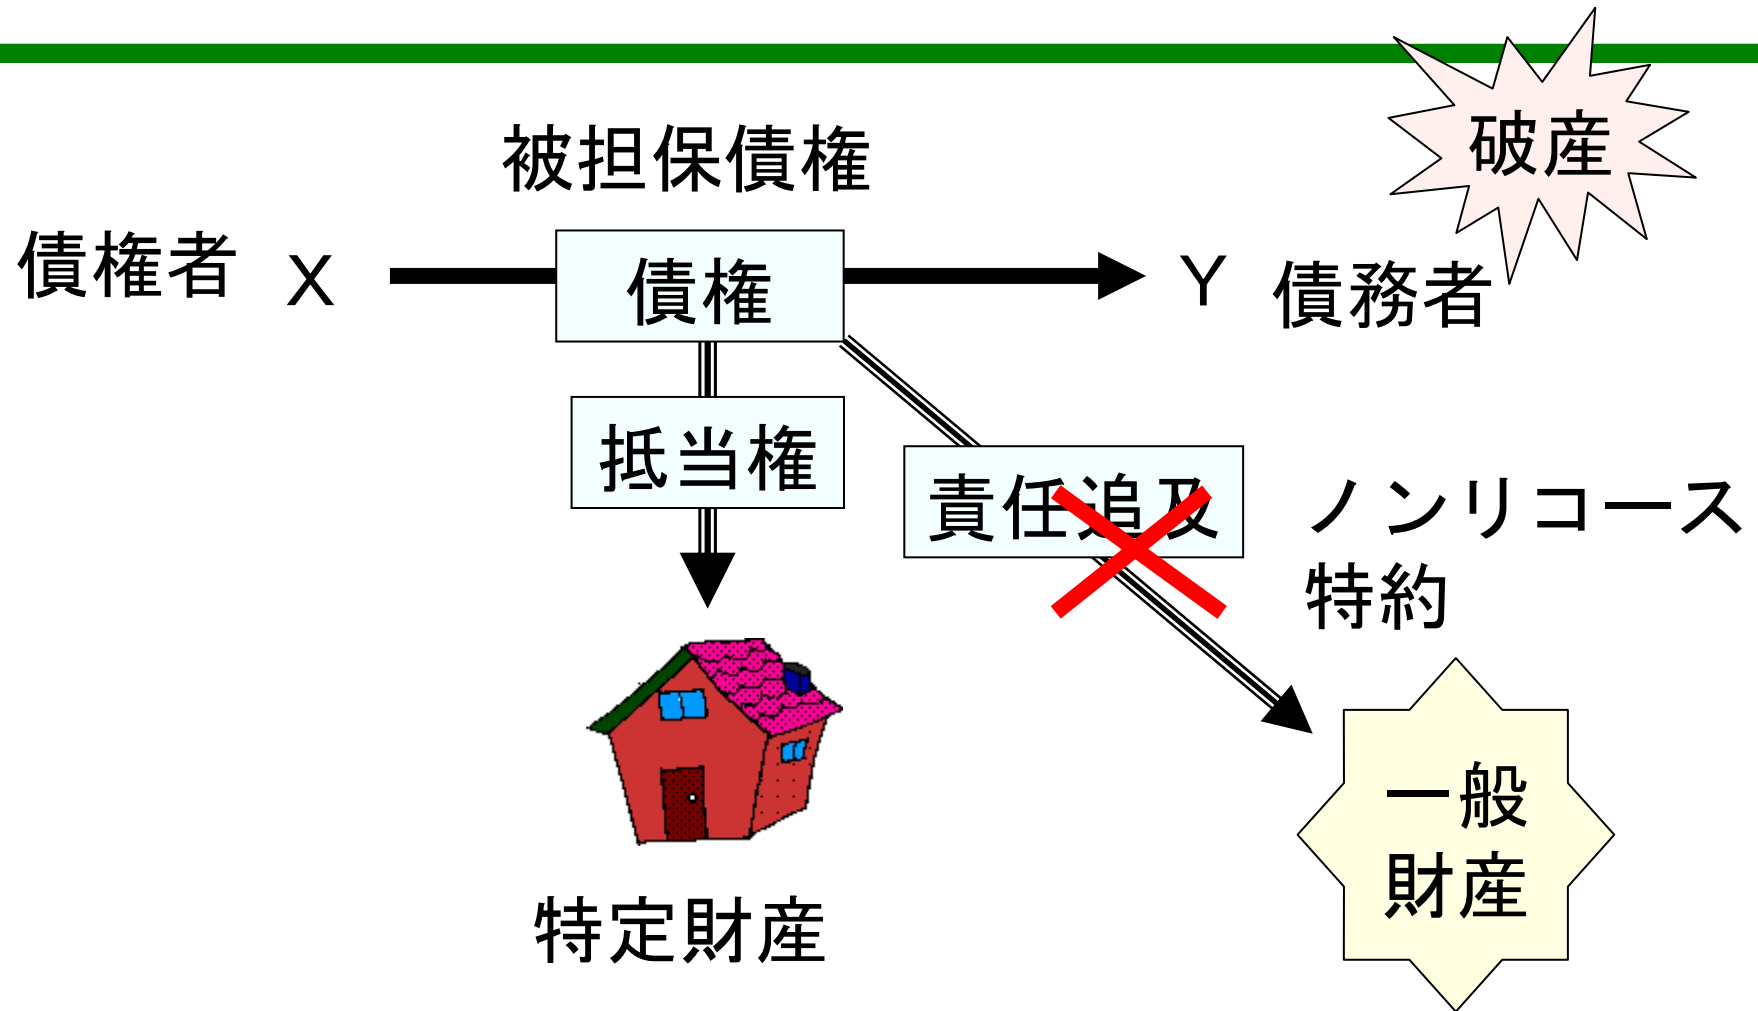 破産
被担保債権
債権者 X
債権
Y 債務者
抵当権
責任追及
ノンリコース
特約
一般
財産
特定財産